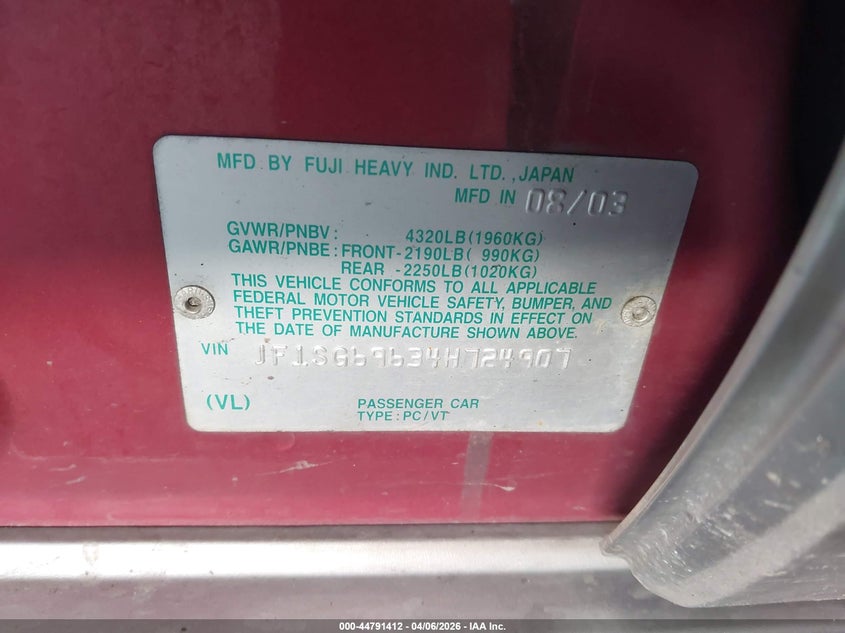 MFD. BY FUJI HEAVY IND. LTD., JAPAN
MFD IN 08/03
GVWR/PNBV : 4320LB(1960KG)
GAWR/PNBE : FRONT-2190LB( 990KG)
REAR -2250LB(1020KG)
THIS VEHICLE CONFORMS TO ALL APPLICABLE
FEDERAL MOTOR VEHICLE SAFETY, BUMPER, AND
THEFT PREVENTION STANDARDS IN EFFECT ON
THE DATE OF MANUFACTURE SHOWN ABOVE.
VIN JF1SG69634H724907
(VL) PASSENGER CAR
TYPE : PC/VT
000-44791412 - 04/06/2026 - IAA Inc.